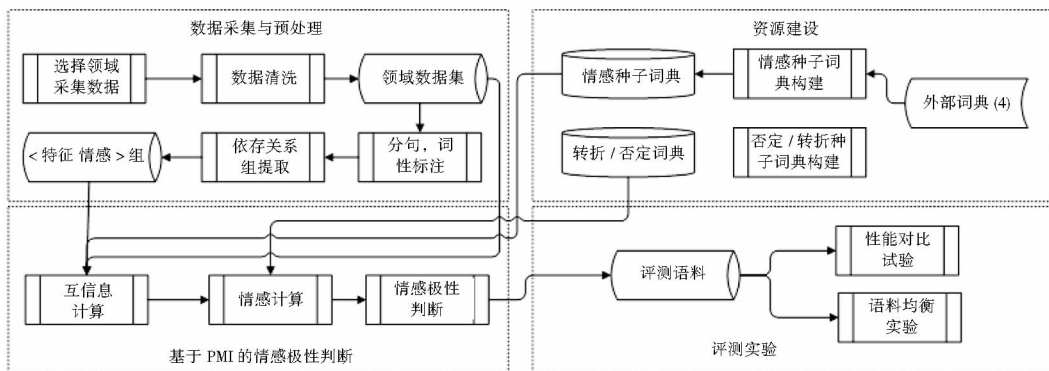 数据采集与预处理
选择领域
采集数据
数据清洗
领域数据集
<特征 情感>组
依存关系
组提取
分句，词
性标注
资源建设
情感种子词典
情感种子词
典构建
外部词典 (4)
转折 / 否定词典
否定 / 转折种
子词典构建
互信息
计算
情感计算
情感极性
判断
基于 PMI 的情感极性判断
评测语料
性能对比
试验
语料均衡
实验
评测实验